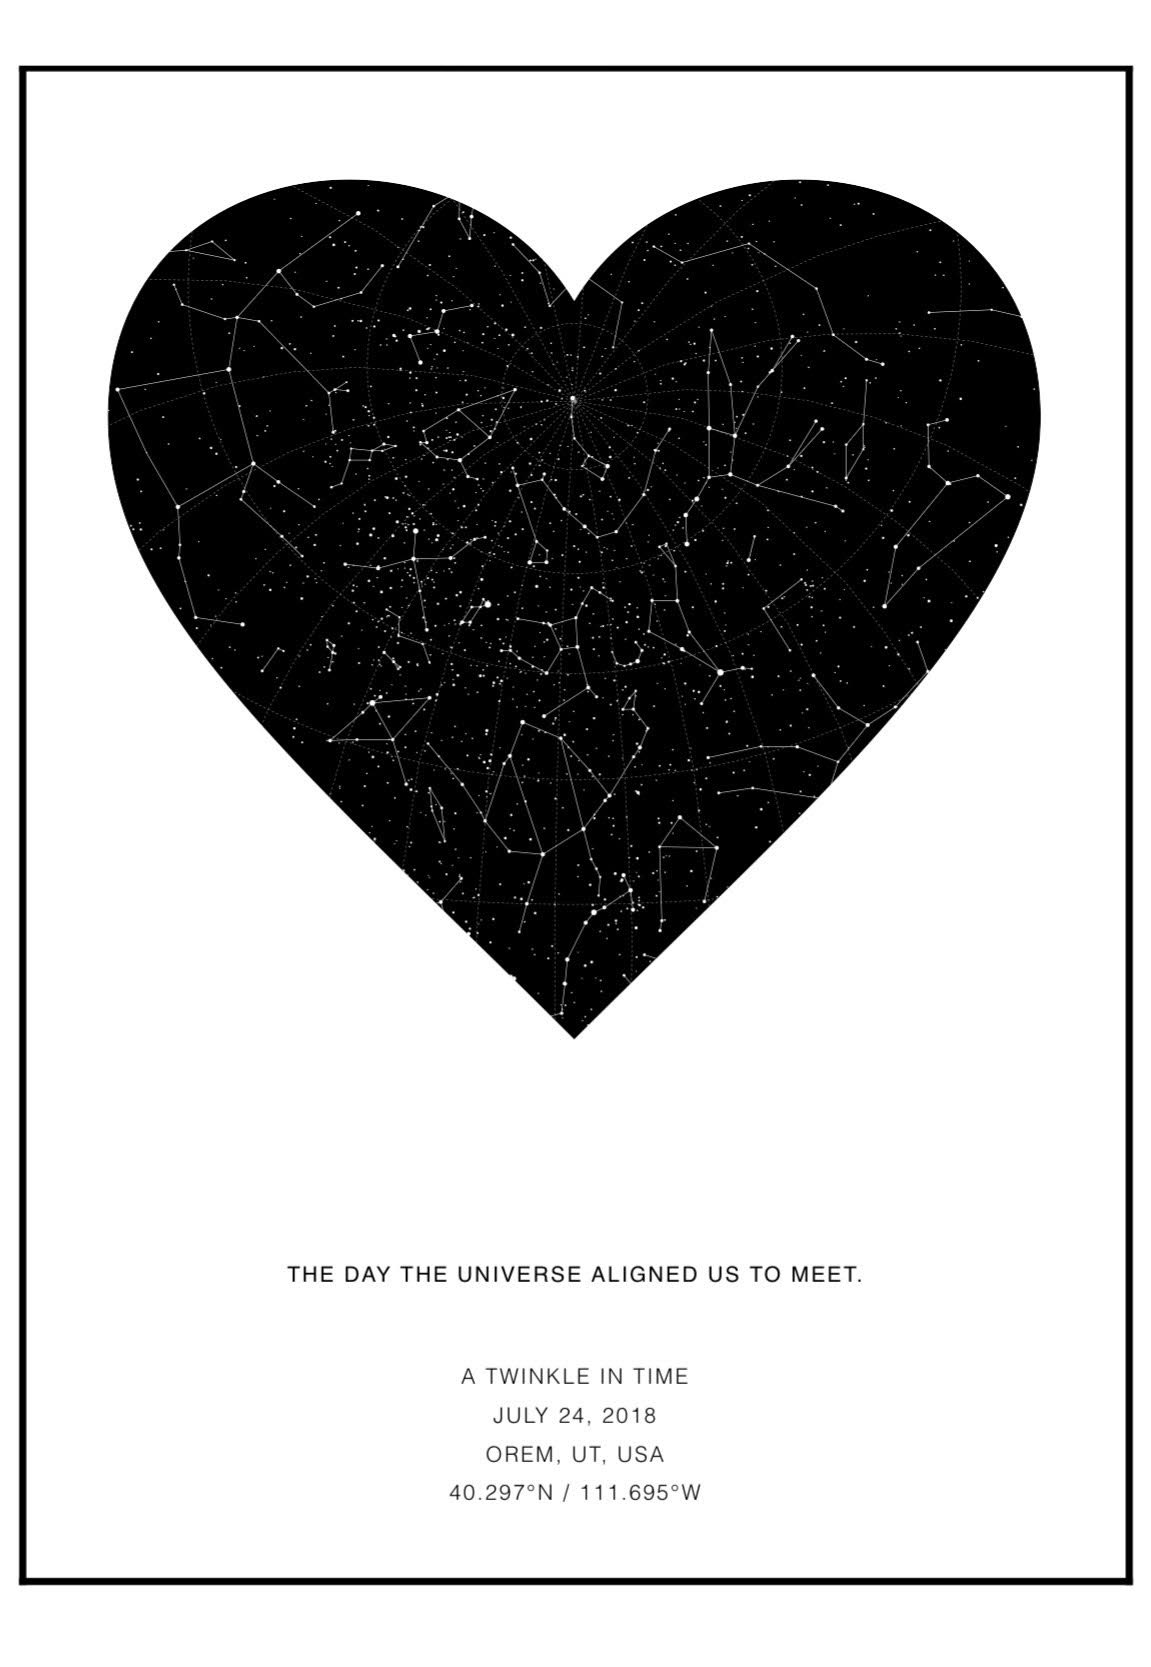 THE DAY THE UNIVERSE ALIGNED US TO MEET.
A TWINKLE IN TIME
JULY 24, 2018
OREM, UT, USA
40.297°N / 111.695°W